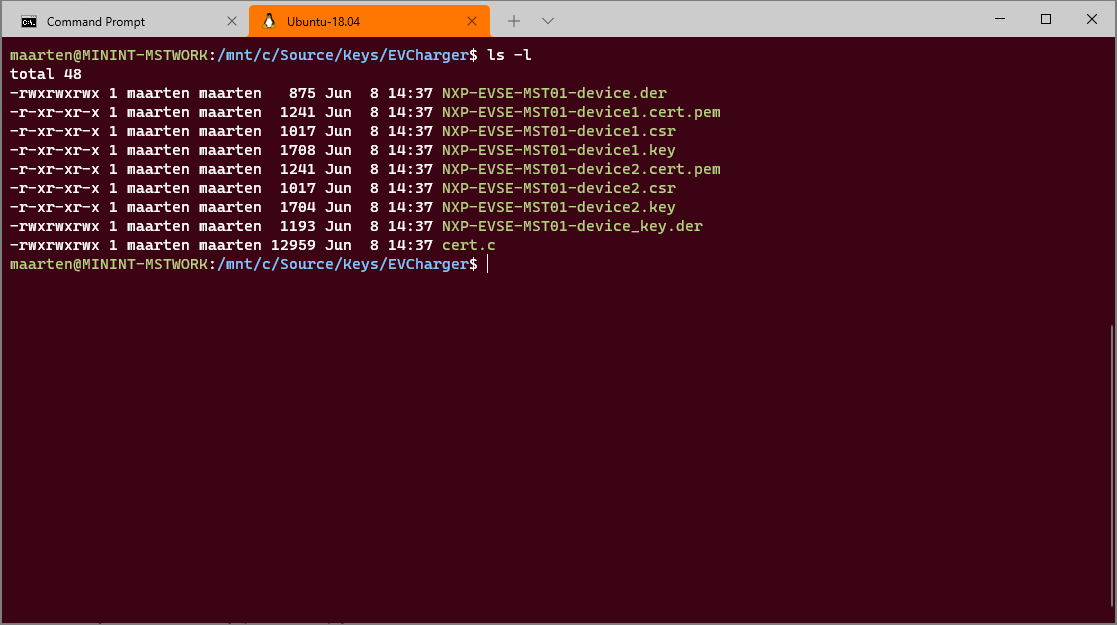 Command Prompt
Ubuntu-18.04
maarten@MININT-MSTWORK:/mnt/c/Source/Keys/EVCharger$ ls -l
total 48
-rwxrwxrwx 1 maarten maarten   875 Jun  8 14:37 NXP-EVSE-MST01-device.der
-r-xr-xr-x 1 maarten maarten  1241 Jun  8 14:37 NXP-EVSE-MST01-device1.cert.pem
-r-xr-xr-x 1 maarten maarten  1017 Jun  8 14:37 NXP-EVSE-MST01-device1.csr
-r-xr-xr-x 1 maarten maarten  1708 Jun  8 14:37 NXP-EVSE-MST01-device1.key
-r-xr-xr-x 1 maarten maarten  1241 Jun  8 14:37 NXP-EVSE-MST01-device2.cert.pem
-r-xr-xr-x 1 maarten maarten  1017 Jun  8 14:37 NXP-EVSE-MST01-device2.csr
-r-xr-xr-x 1 maarten maarten  1704 Jun  8 14:37 NXP-EVSE-MST01-device2.key
-rwxrwxrwx 1 maarten maarten  1193 Jun  8 14:37 NXP-EVSE-MST01-device_key.der
-rwxrwxrwx 1 maarten maarten 12959 Jun  8 14:37 cert.c
maarten@MININT-MSTWORK:/mnt/c/Source/Keys/EVCharger$